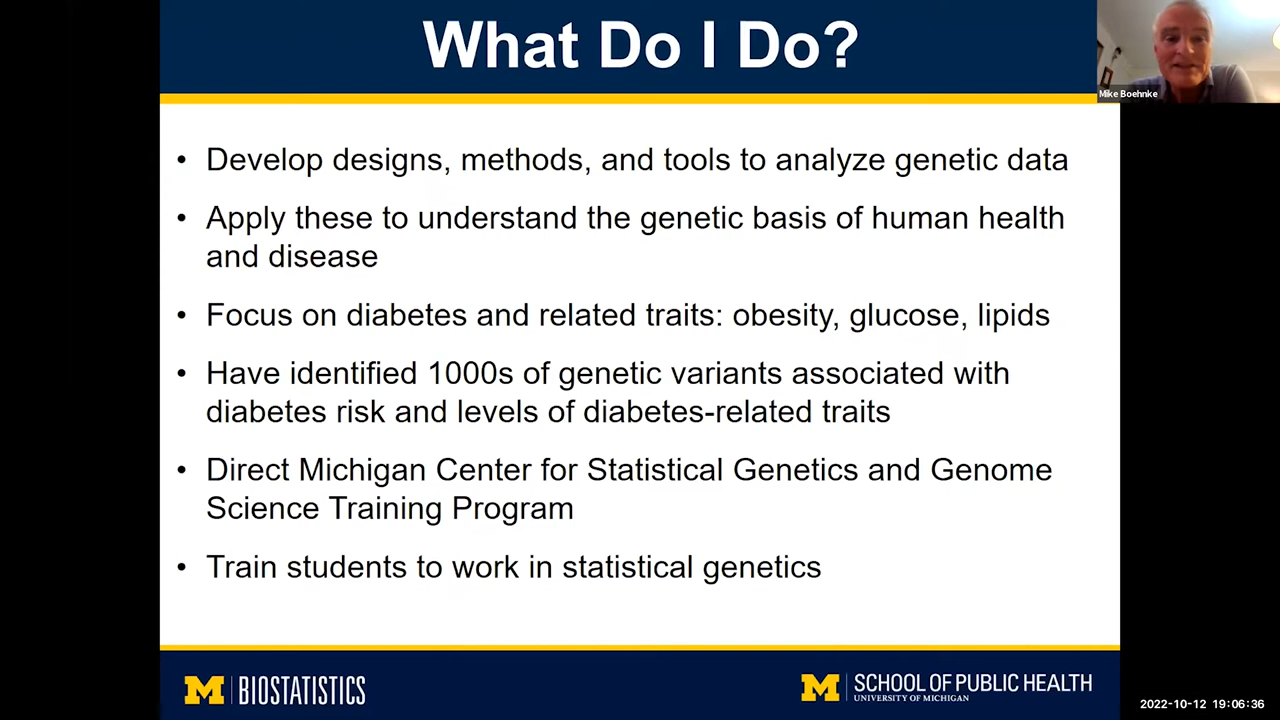 What Do I Do?
Mike Boehnke
• Develop designs, methods, and tools to analyze genetic data
• Apply these to understand the genetic basis of human health
and disease
• Focus on diabetes and related traits: obesity, glucose, lipids
• Have identified 1000s of genetic variants associated with
diabetes risk and levels of diabetes-related traits
• Direct Michigan Center for Statistical Genetics and Genome
Science Training Program
• Train students to work in statistical genetics
M BIOSTATISTICS
M SCHOOL OF PUBLIC HEALTH
UNIVERSITY OF MICHIGAN
2022-10-12 19:06:36